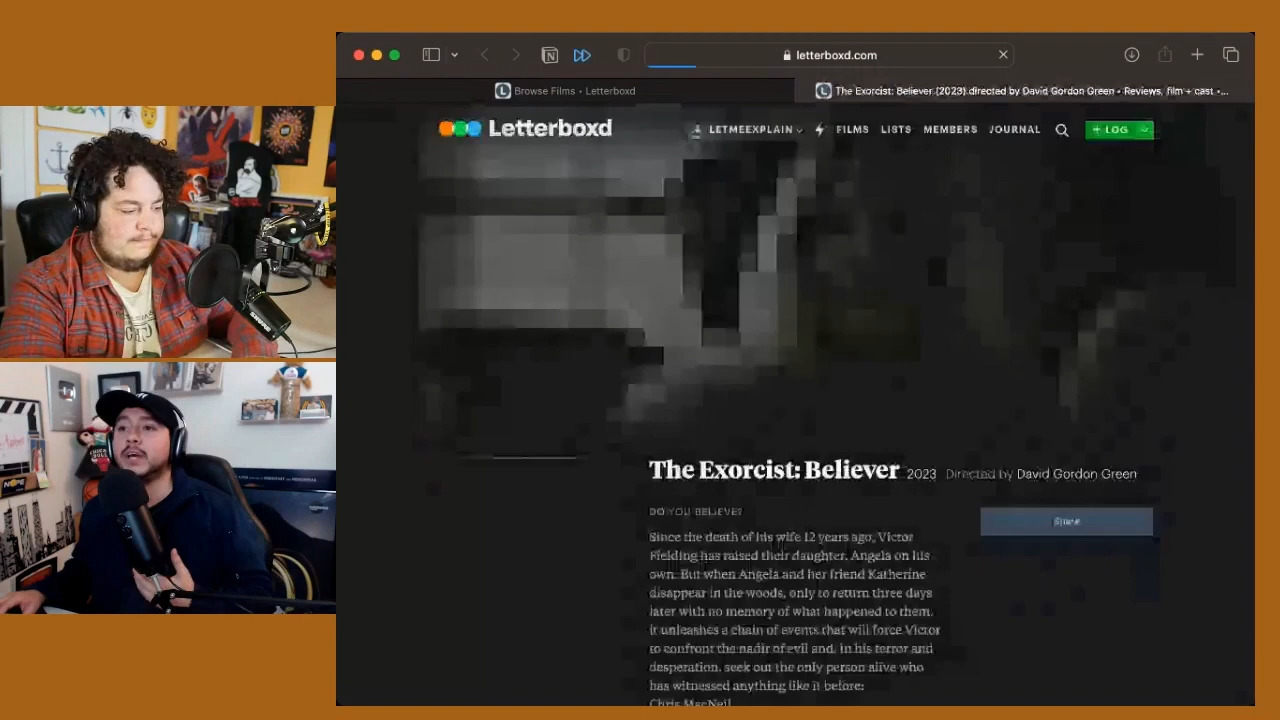 letterboxd.com
Browse Films • Letterboxd
The Exorcist: Believer (2023) directed by David Gordon Green • Reviews, film + cast •...
Letterboxd
LETMEEXPLAIN
FILMS
LISTS
MEMBERS
JOURNAL
+ LOG
The Exorcist: Believer 2023 Directed by David Gordon Green
DO YOU BELIEVE?
Since the death of his wife 12 years ago, Victor
Fielding has raised their daughter, Angela on his
own. But when Angela and her friend Katherine
disappear in the woods, only to return three days
later with no memory of what happened to them,
it unleashes a chain of events that will force Victor
to confront the nadir of evil and, in his terror and
desperation, seek out the only person alive who
has witnessed anything like it before:
Chris MacNeil
Share
SHURE
NOPE